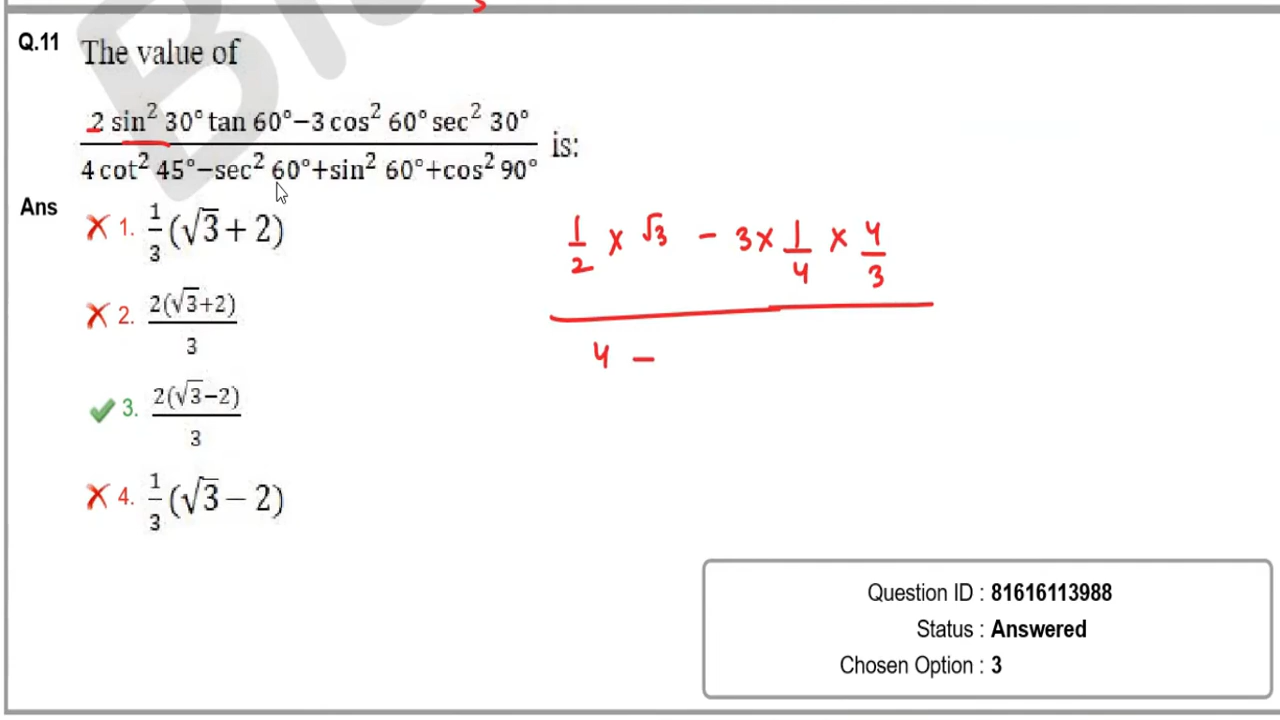 Q.11 The value of
2 sin² 30° tan 60°−3 cos² 60° sec² 30°
4 cot² 45°−sec² 60°+sin² 60°+cos² 90°
is:
Ans
1. 1/3 (√3 + 2)
2. 2(√3+2)/3
3. 2(√3−2)/3
4. 1/3 (√3 − 2)
1/2 × √3 − 3 × 1/4 × 4/3
4 −
Question ID : 81616113988
Status : Answered
Chosen Option : 3